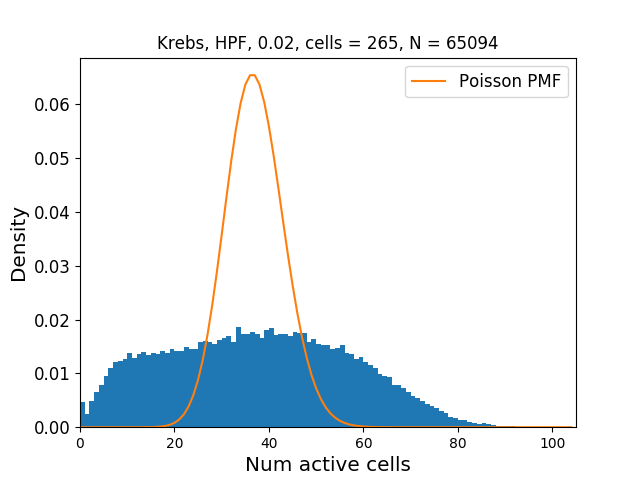 Krebs, HPF, 0.02, cells = 265, N = 65094
Poisson PMF
Density
0.06
0.05
0.04
0.03
0.02
0.01
0.00
0 20 40 60 80 100
Num active cells